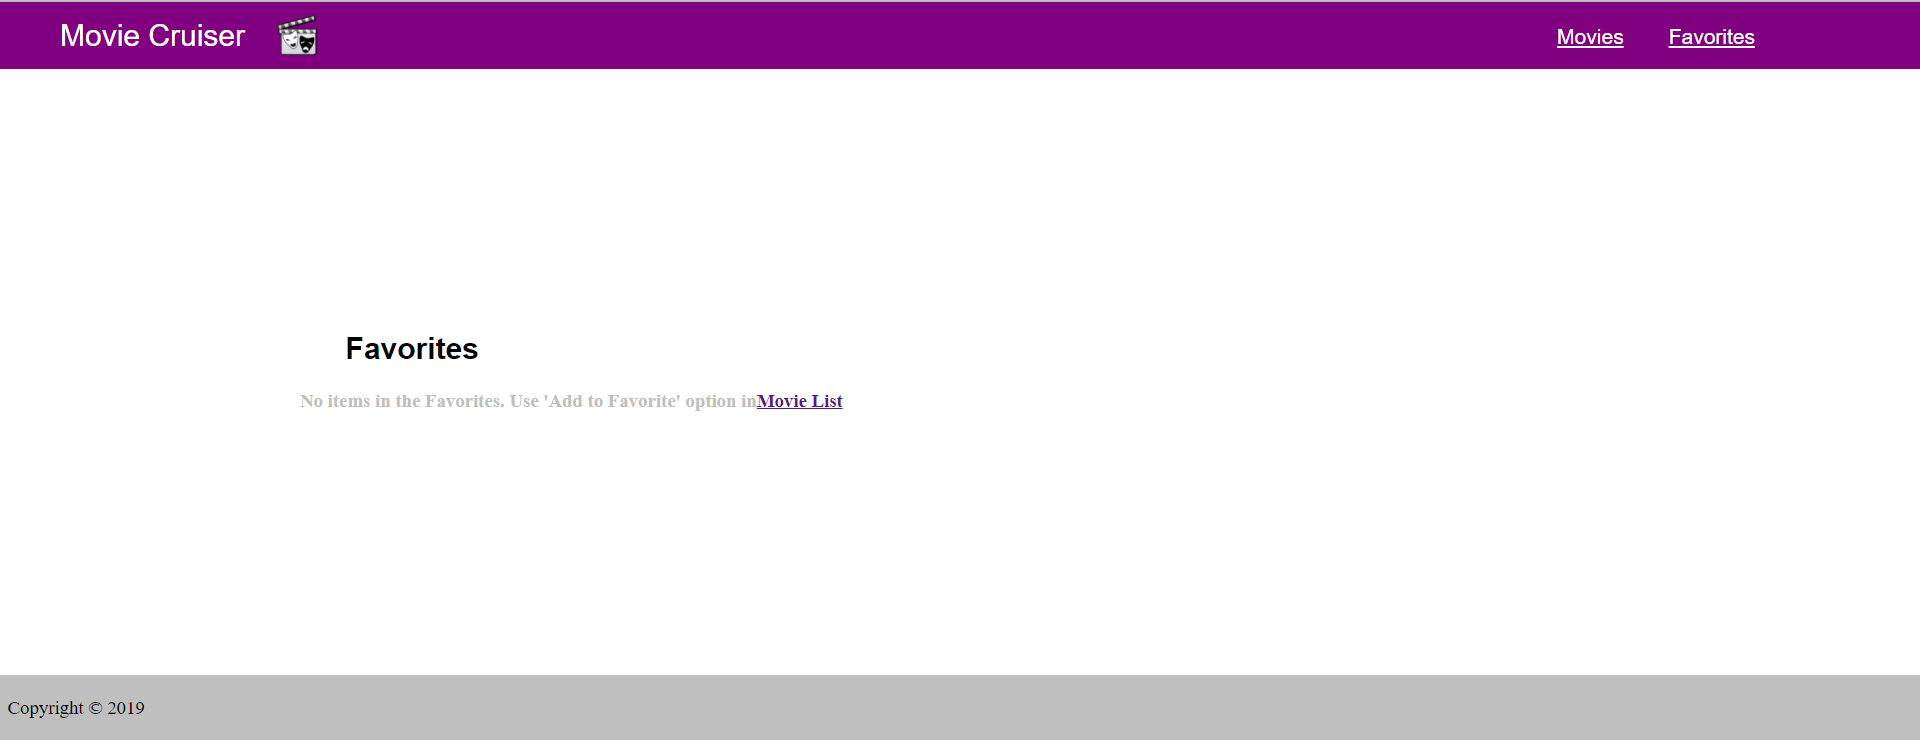 Movie Cruiser Movies Favorites
Favorites
No items in the Favorites. Use 'Add to Favorite' option inMovie List
Copyright © 2019